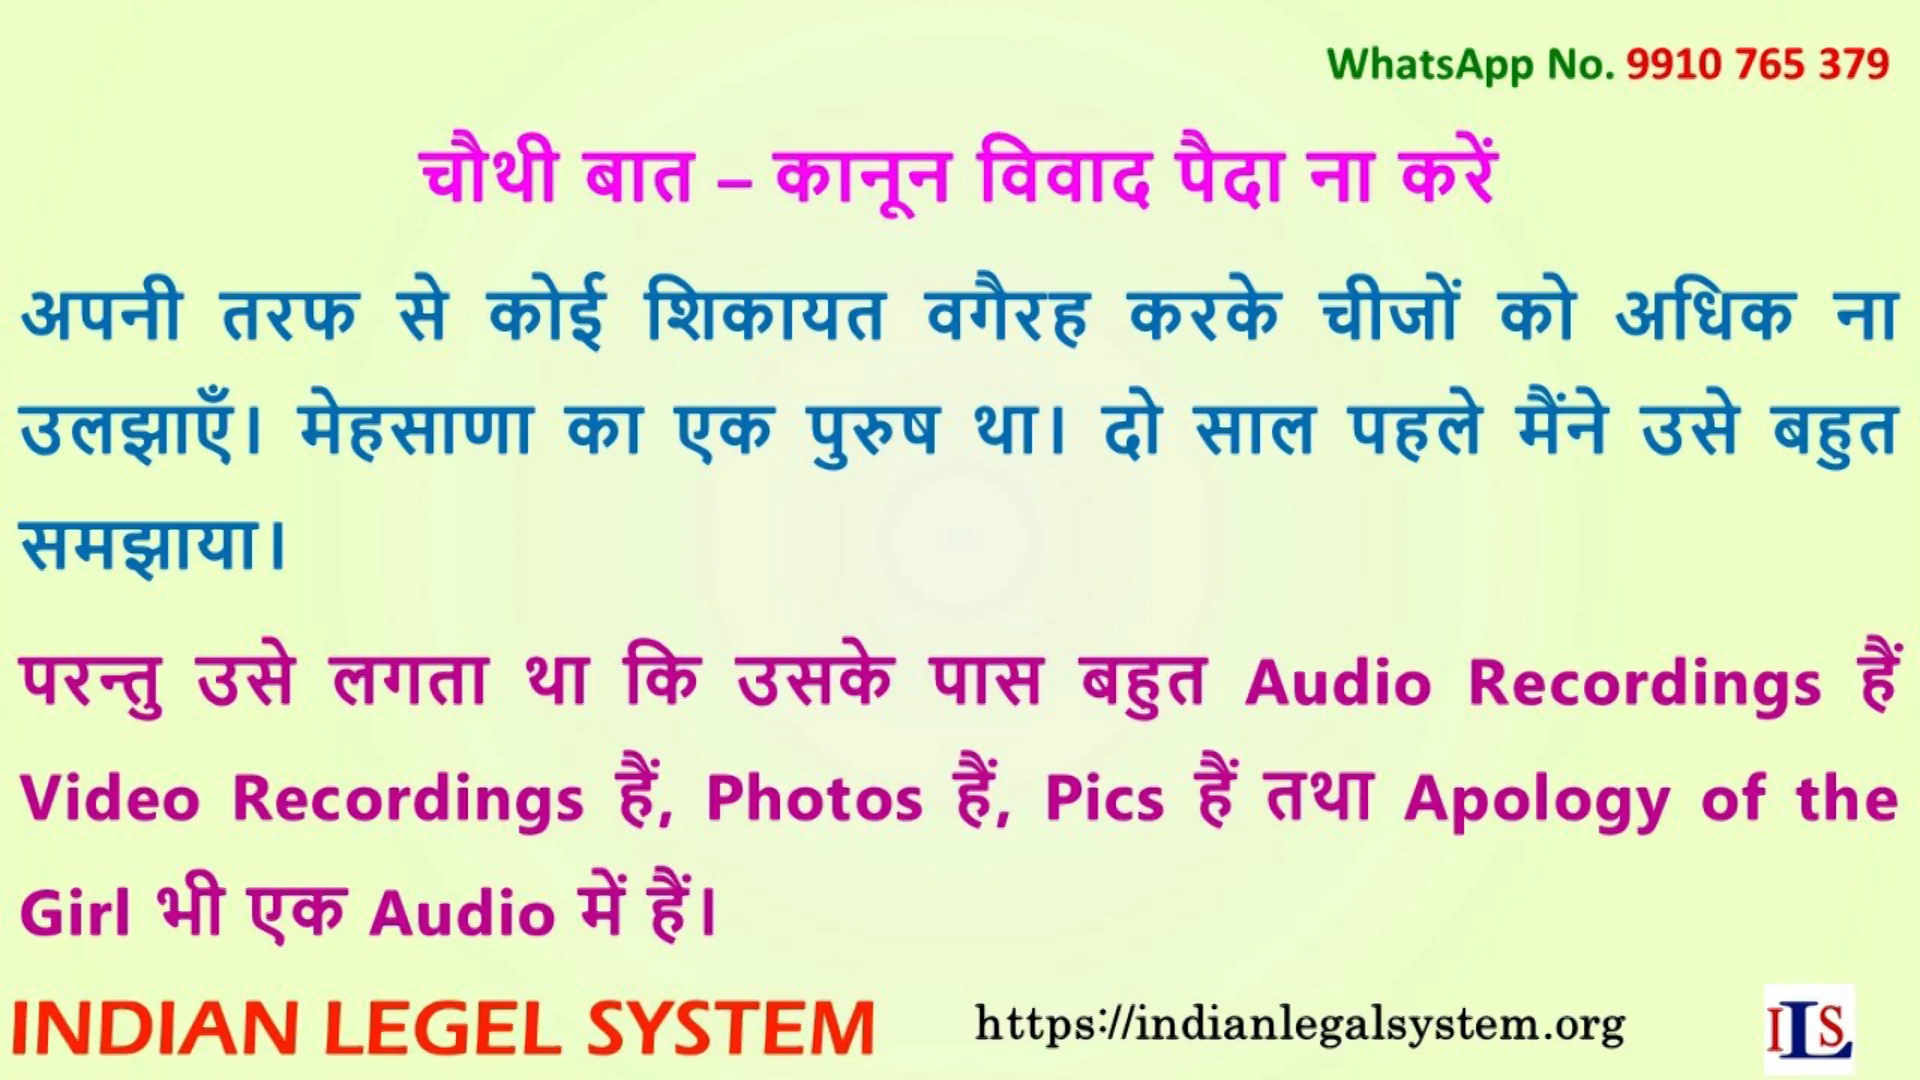 WhatsApp No. 9910 765 379
चौथी बात – कानून विवाद पैदा ना करें
अपनी तरफ से कोई शिकायत वगैरह करके चीजों को अधिक ना
उलझाएँ। मेहसाणा का एक पुरुष था। दो साल पहले मैंने उसे बहुत
समझाया।
परन्तु उसे लगता था कि उसके पास बहुत Audio Recordings हैं
Video Recordings हैं, Photos हैं, Pics हैं तथा Apology of the
Girl भी एक Audio में हैं।
INDIAN LEGEL SYSTEM
https://indianlegalsystem.org
ILS